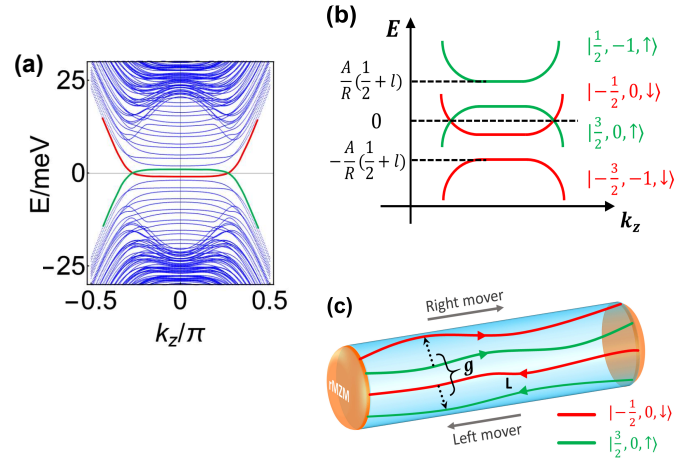 (a)
25
0
-25
E/meV
-0.5
0
0.5
k_z/π
(b)
E
A/R(1/2+l)
0
-A/R(1/2+l)
k_z
|1/2,-1,↑⟩
|-1/2,0,↓⟩
|3/2,0,↑⟩
|-3/2,-1,↓⟩
(c)
Right mover
g
L
rMZM
Left mover
|-1/2,0,↓⟩
|3/2,0,↑⟩